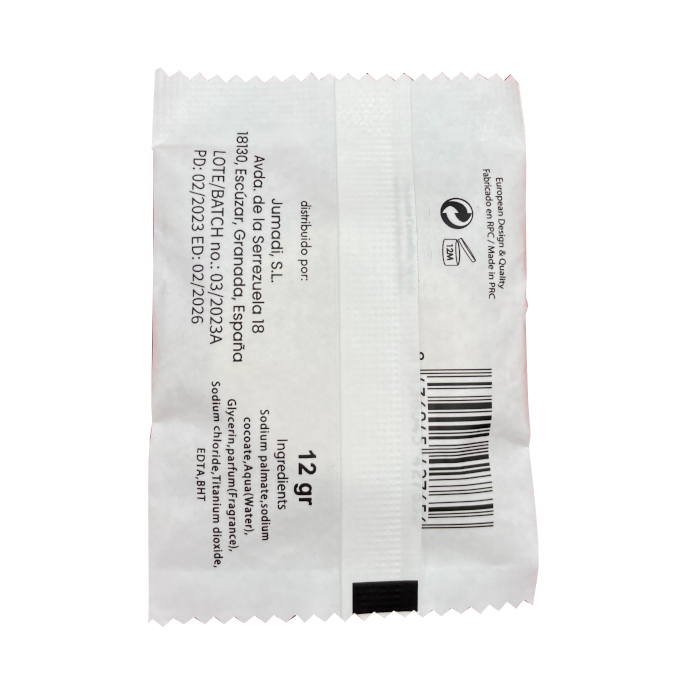 European Design & Quality
Fabricado en RPC / Made in PRC
12M
distribuido por:
Jumadi, S.L.
Avda. de la Serrezuela 18
18130, Escúzar, Granada, España
LOTE/BATCH no.: 03/2023A
PD: 02/2023 ED: 02/2026
12 gr
Ingredients
Sodium palmate,sodium
cocoate,Aqua(Water),
Glycerin,parfum(Fragrance),
Sodium chloride,Titanium dioxide,
EDTA,BHT